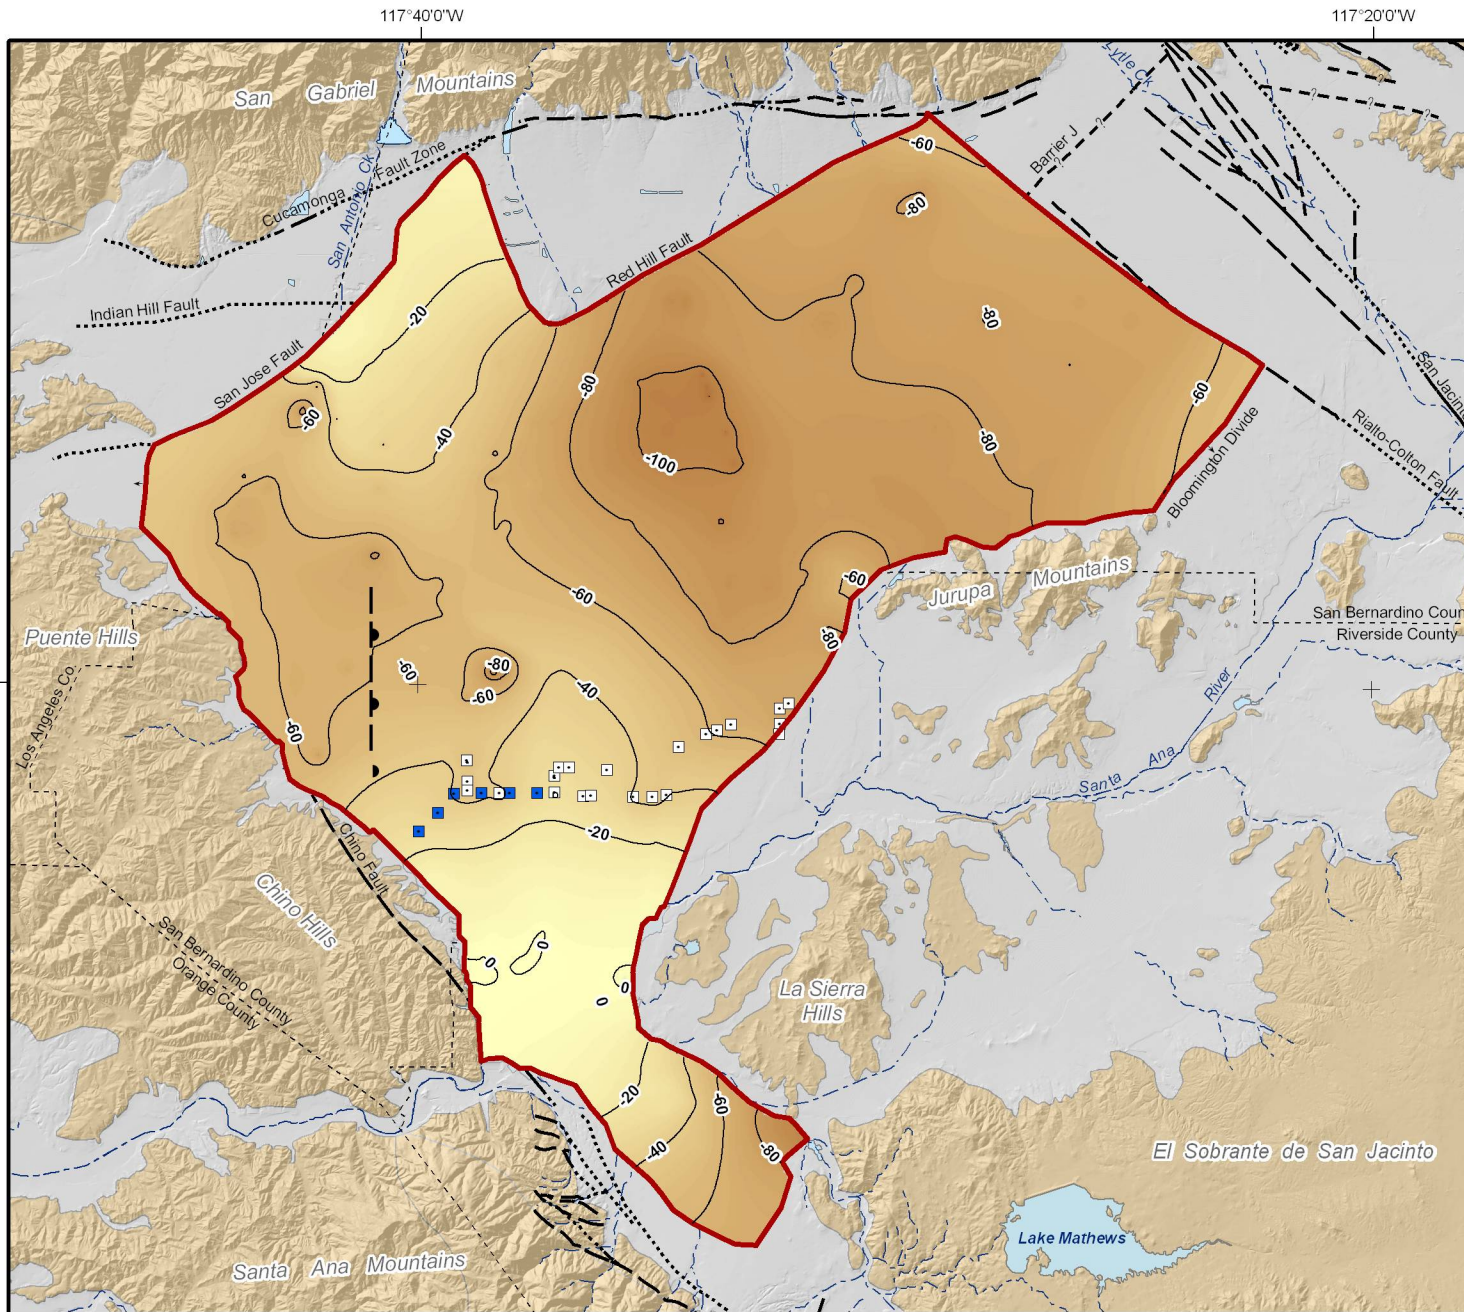 117°40'0"W
117°20'0"W
San Gabriel Mountains
Lytle Ck
Barrier J
?
?
?
?
?
San Antonio Ck
Cucamonga Fault Zone
-60
-80
Red Hill Fault
Indian Hill Fault
-20
-80
San Jose Fault
-80
-60
-40
-60
San Jacinto
-100
-80
Rialto-Colton Fault
Bloomington Divide
-60
-60
Jurupa Mountains
San Bernardino Coun
Riverside County
Puente Hills
-80
Los Angeles Co
-60
-80
-60
-40
River
-60
Santa Ana
-20
Chino Fault
Chino Hills
San Bernardino County
Orange County
0
0
0
0
La Sierra
Hills
-20
-60
-40
-80
El Sobrante de San Jacinto
Lake Mathews
Santa Ana Mountains